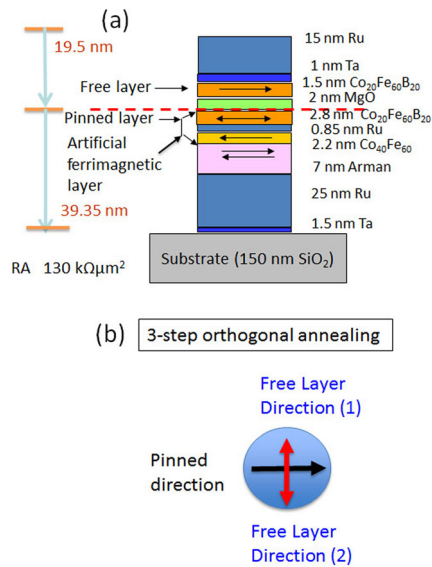 (a)
19.5 nm
15 nm Ru
1 nm Ta
Free layer
1.5 nm Co20Fe60B20
2 nm MgO
Pinned layer
2.8 nm Co20Fe60B20
0.85 nm Ru
Artificial
ferrimagnetic
layer
2.2 nm Co40Fe60
39.35 nm
7 nm Arman
25 nm Ru
1.5 nm Ta
Substrate (150 nm SiO2)
RA 130 kΩμm²
(b)
3-step orthogonal annealing
Free Layer
Direction (1)
Pinned
direction
Free Layer
Direction (2)